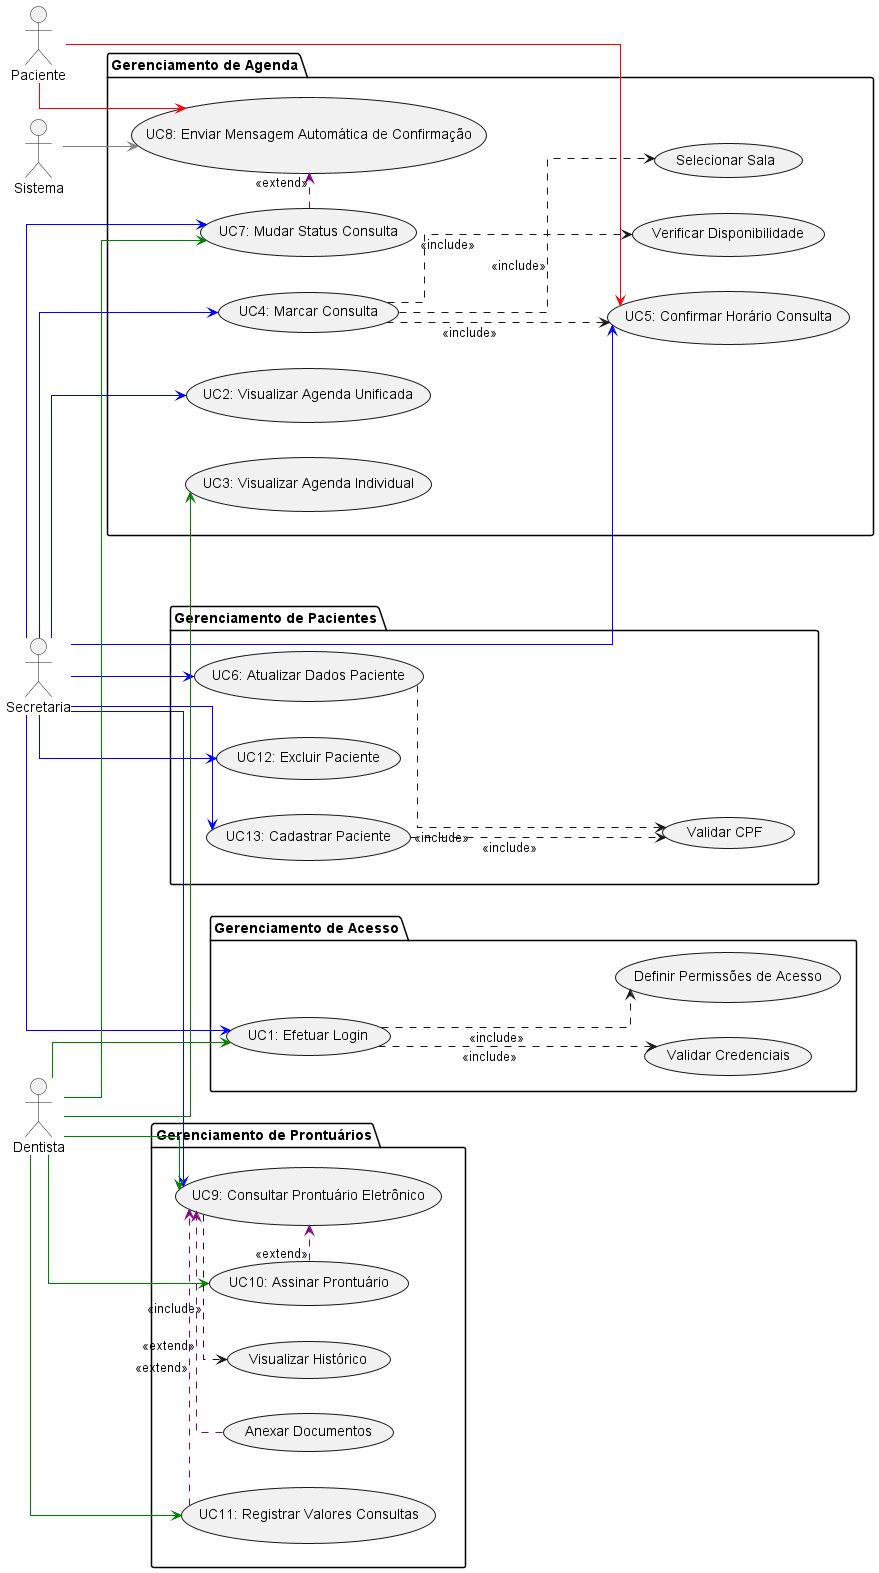 Paciente
Gerenciamento de Agenda
UC8: Enviar Mensagem Automática de Confirmação
Sistema
Selecionar Sala
«extend»
UC7: Mudar Status Consulta
Verificar Disponibilidade
«include»
«include»
UC4: Marcar Consulta
UC5: Confirmar Horário Consulta
«include»
UC2: Visualizar Agenda Unificada
UC3: Visualizar Agenda Individual
Gerenciamento de Pacientes
UC6: Atualizar Dados Paciente
Secretaria
UC12: Excluir Paciente
UC13: Cadastrar Paciente
Validar CPF
«include»
«include»
Gerenciamento de Acesso
Definir Permissões de Acesso
UC1: Efetuar Login
«include»
Validar Credenciais
«include»
Dentista
Gerenciamento de Prontuários
UC9: Consultar Prontuário Eletrônico
«extend»
UC10: Assinar Prontuário
«include»
«extend»
Visualizar Histórico
«extend»
Anexar Documentos
UC11: Registrar Valores Consultas